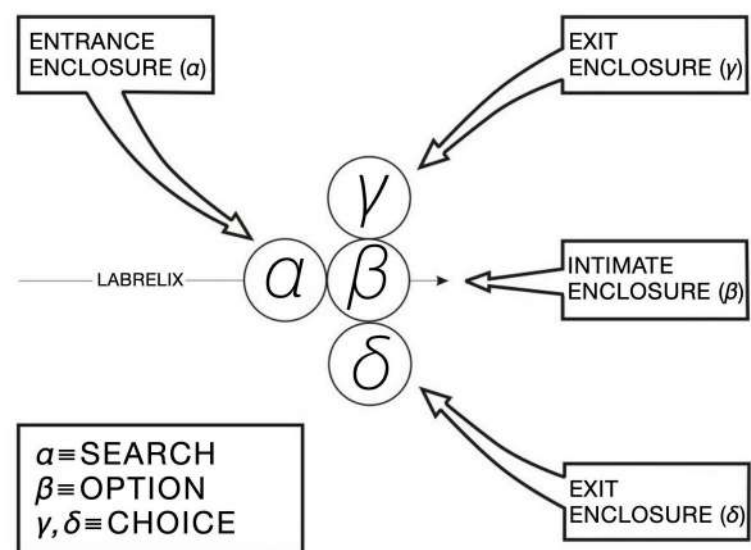 ENTRANCE
ENCLOSURE (α)
EXIT
ENCLOSURE (γ)
γ
LABRELIX
α
β
INTIMATE
ENCLOSURE (β)
δ
α≡SEARCH
β≡OPTION
γ,δ≡CHOICE
EXIT
ENCLOSURE (δ)